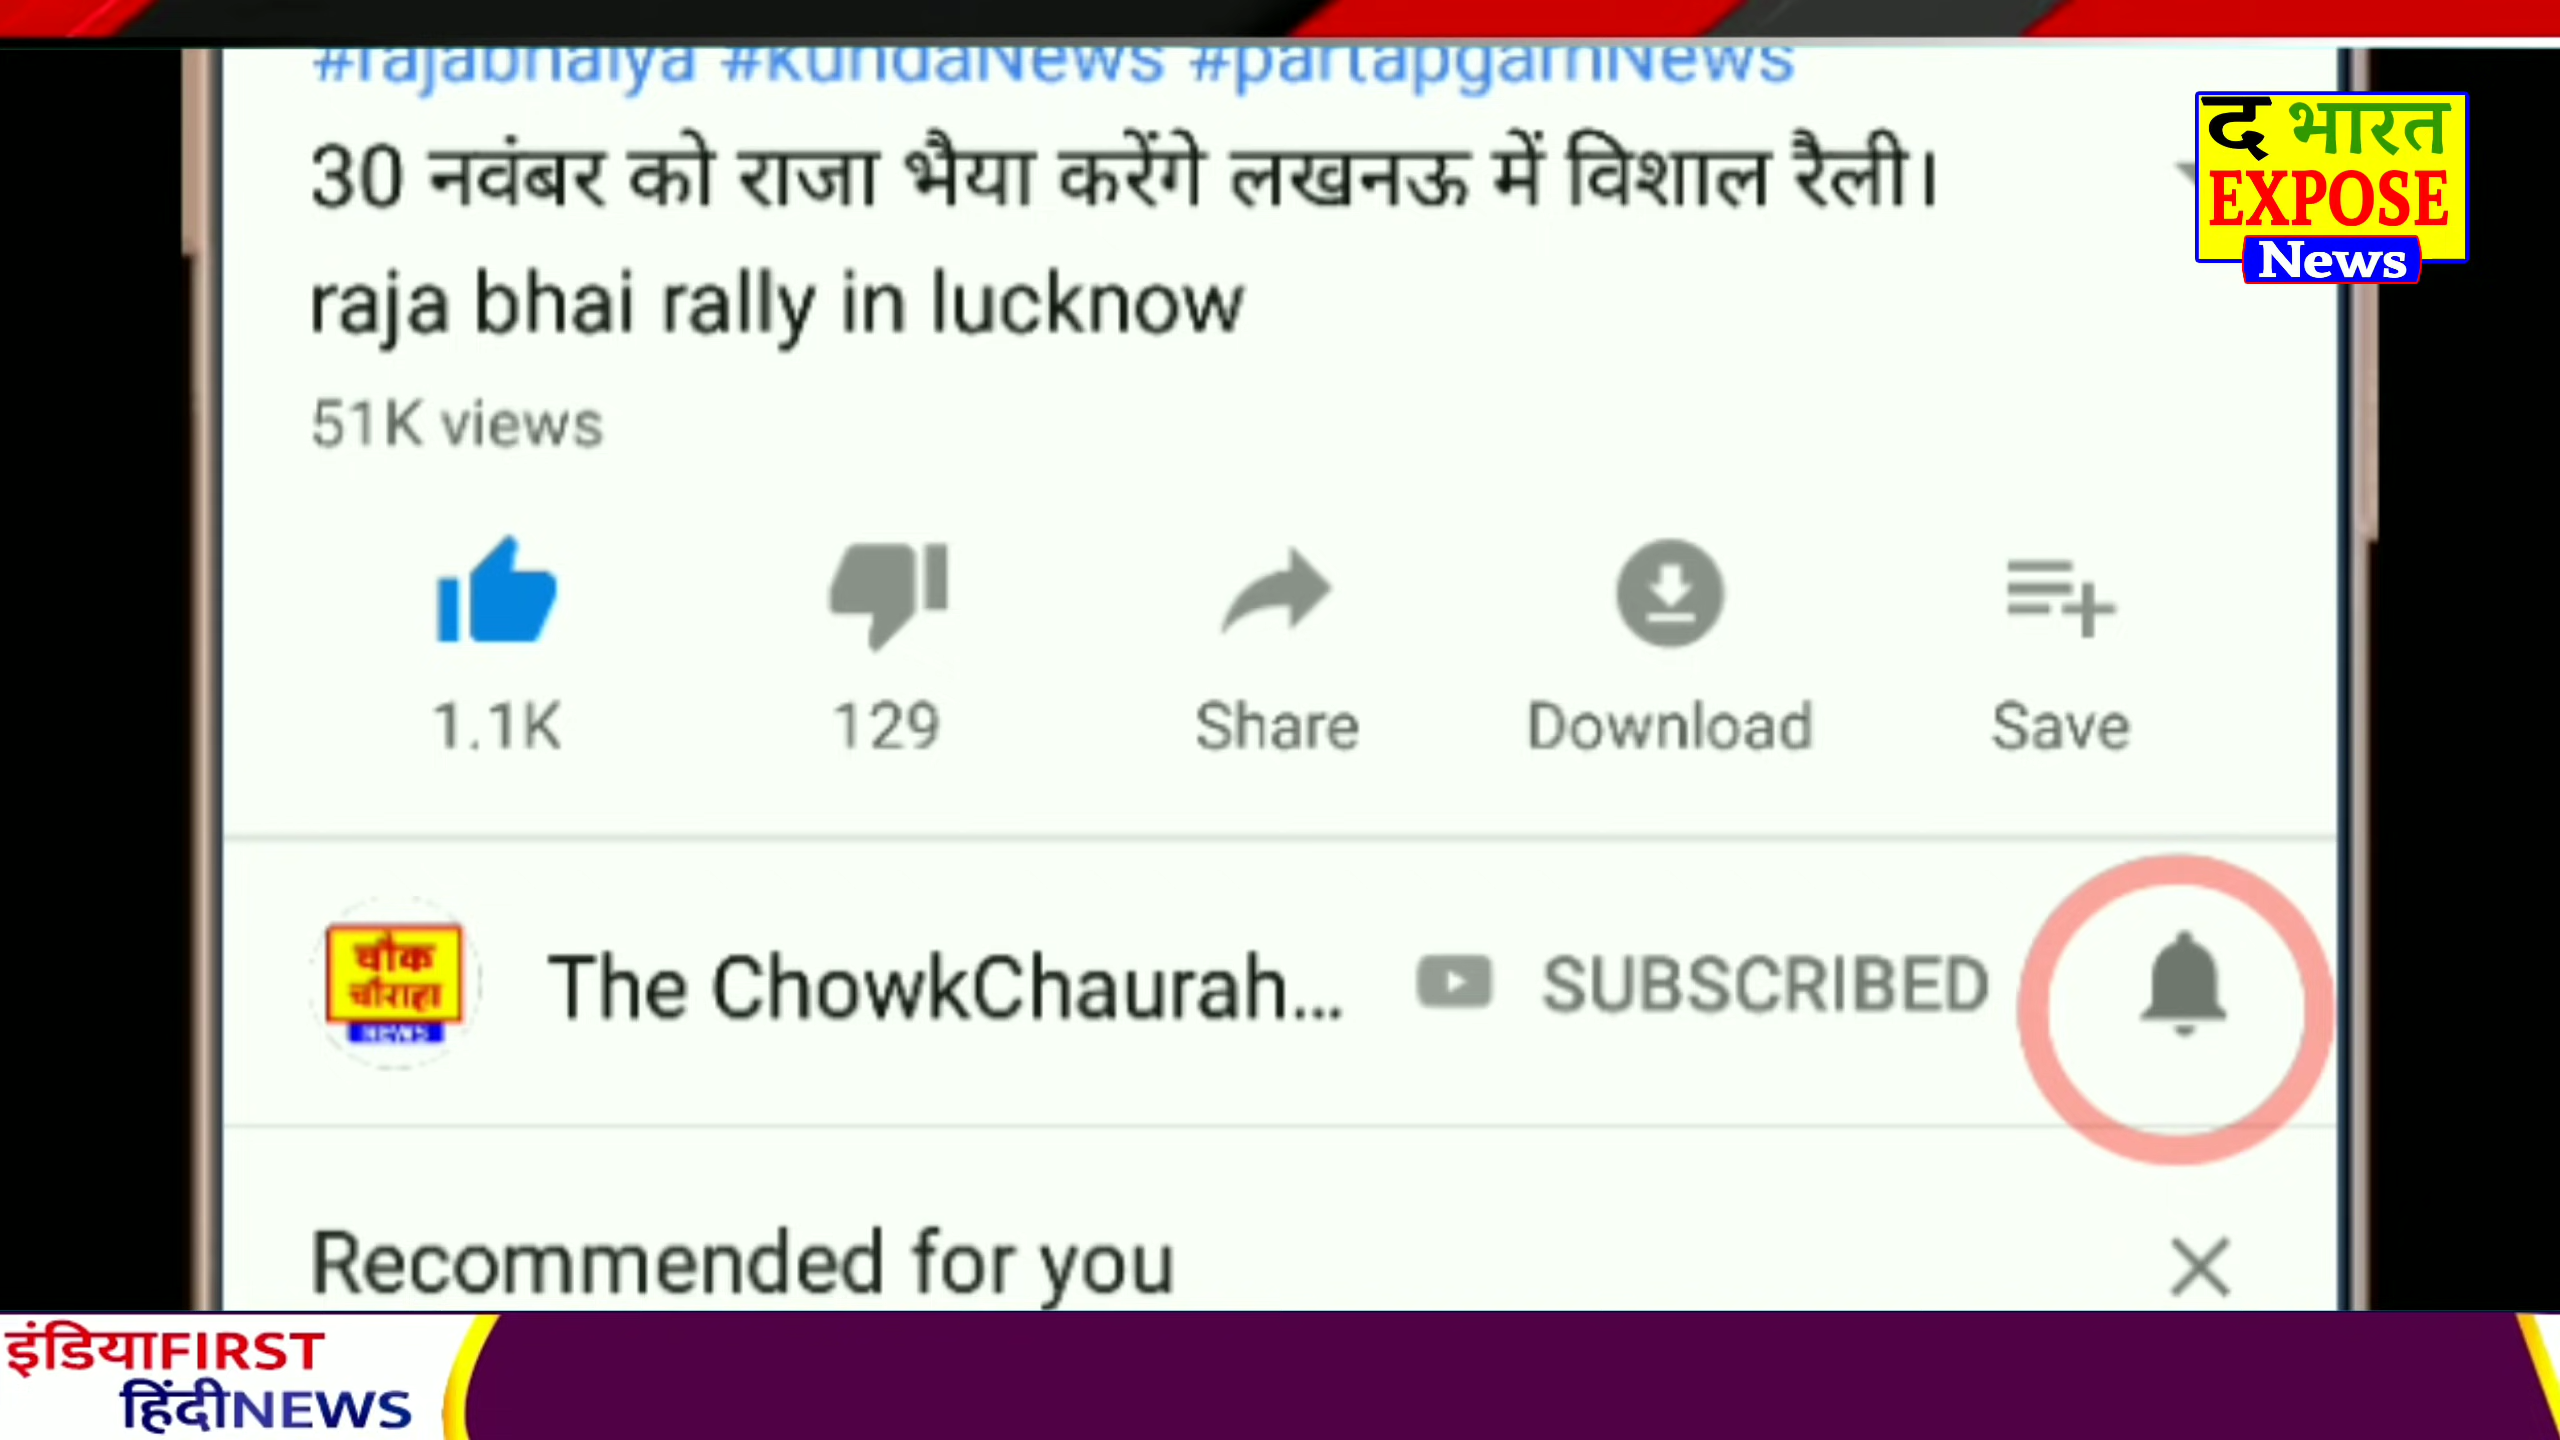 #rajabhaiya #kundaNews #partapgarhNews
30 नवंबर को राजा भैया करेंगे लखनऊ में विशाल रैली।
raja bhai rally in lucknow
51K views
1.1K 129 Share Download Save
चौक
चौराहा
NEWS
The ChowkChaurah... SUBSCRIBED
Recommended for you
द भारत
EXPOSE
News
इंडियाFIRST
हिंदीNEWS